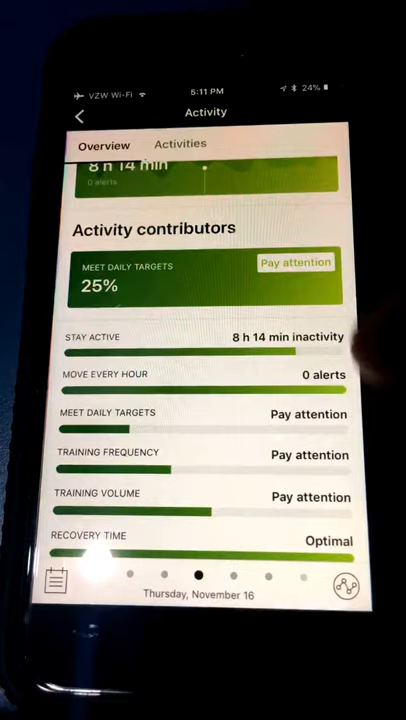 VZW Wi-Fi 5:11 PM 24%
Activity
Overview Activities
8 h 14 min
0 alerts
Activity contributors
MEET DAILY TARGETS Pay attention
25%
STAY ACTIVE 8 h 14 min inactivity
MOVE EVERY HOUR 0 alerts
MEET DAILY TARGETS Pay attention
TRAINING FREQUENCY Pay attention
TRAINING VOLUME Pay attention
RECOVERY TIME Optimal
Thursday, November 16